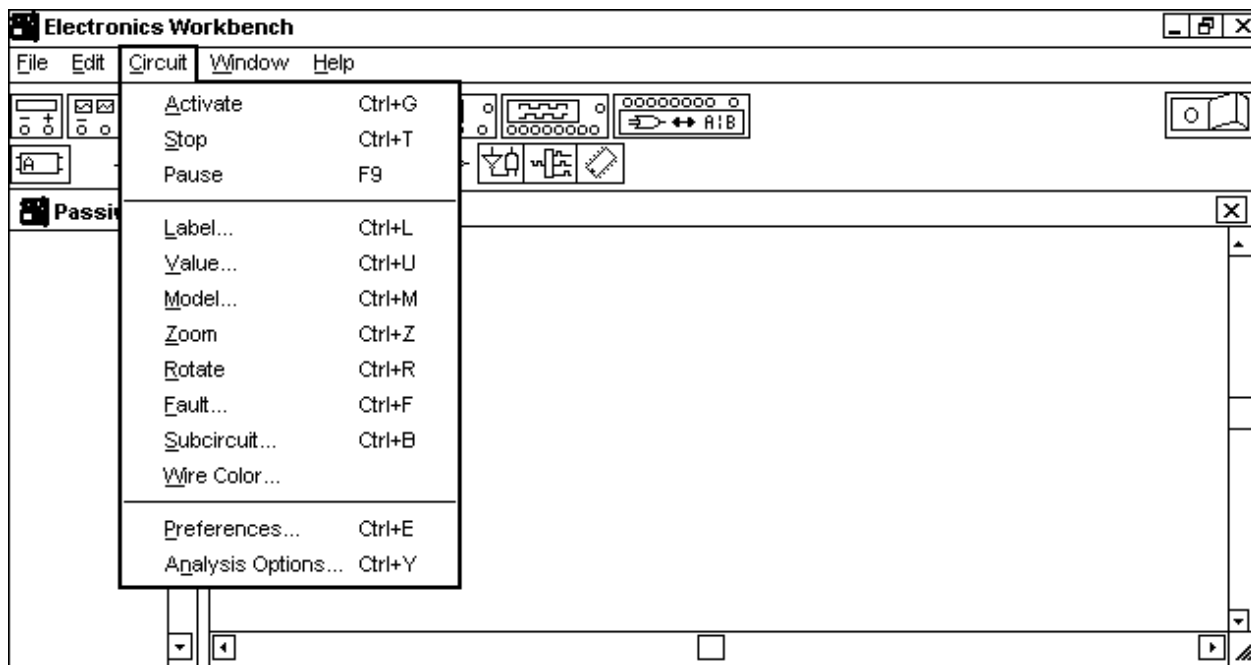 Electronics Workbench
File Edit Circuit Window Help
Activate Ctrl+G
Stop Ctrl+T
Pause F9
Label... Ctrl+L
Value... Ctrl+U
Model... Ctrl+M
Zoom Ctrl+Z
Rotate Ctrl+R
Fault... Ctrl+F
Subcircuit... Ctrl+B
Wire Color...
Preferences... Ctrl+E
Analysis Options... Ctrl+Y
A|B
A
Passiv